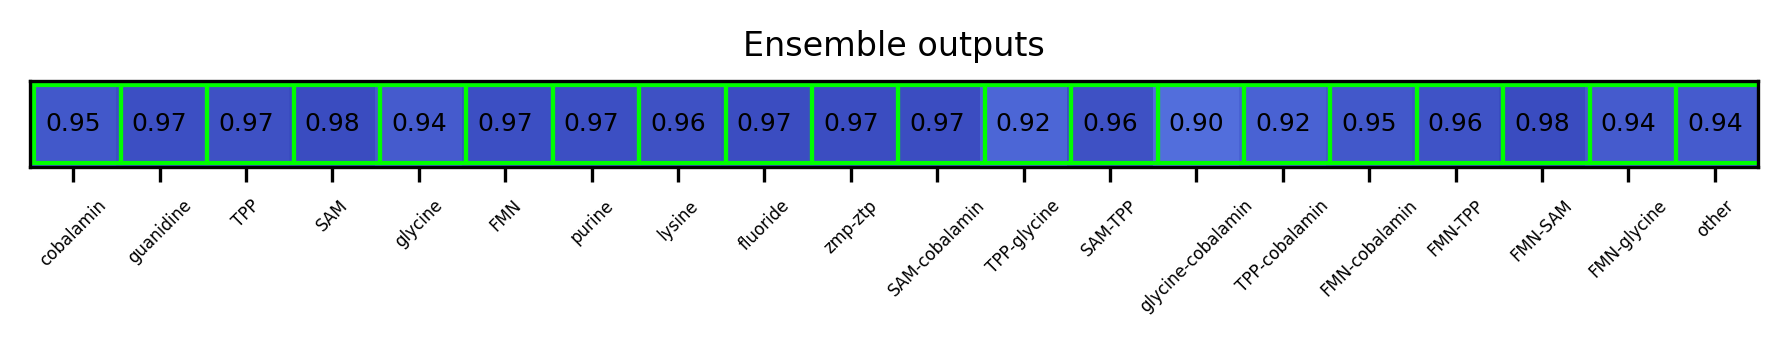 Ensemble outputs
0.95 0.97 0.97 0.98 0.94 0.97 0.97 0.96 0.97 0.97 0.97 0.92 0.96 0.90 0.92 0.95 0.96 0.98 0.94 0.94
cobalamin guanidine TPP SAM glycine FMN purine lysine fluoride zmp-ztp SAM-cobalamin TPP-glycine SAM-TPP glycine-cobalamin TPP-cobalamin FMN-cobalamin FMN-TPP FMN-SAM FMN-glycine other